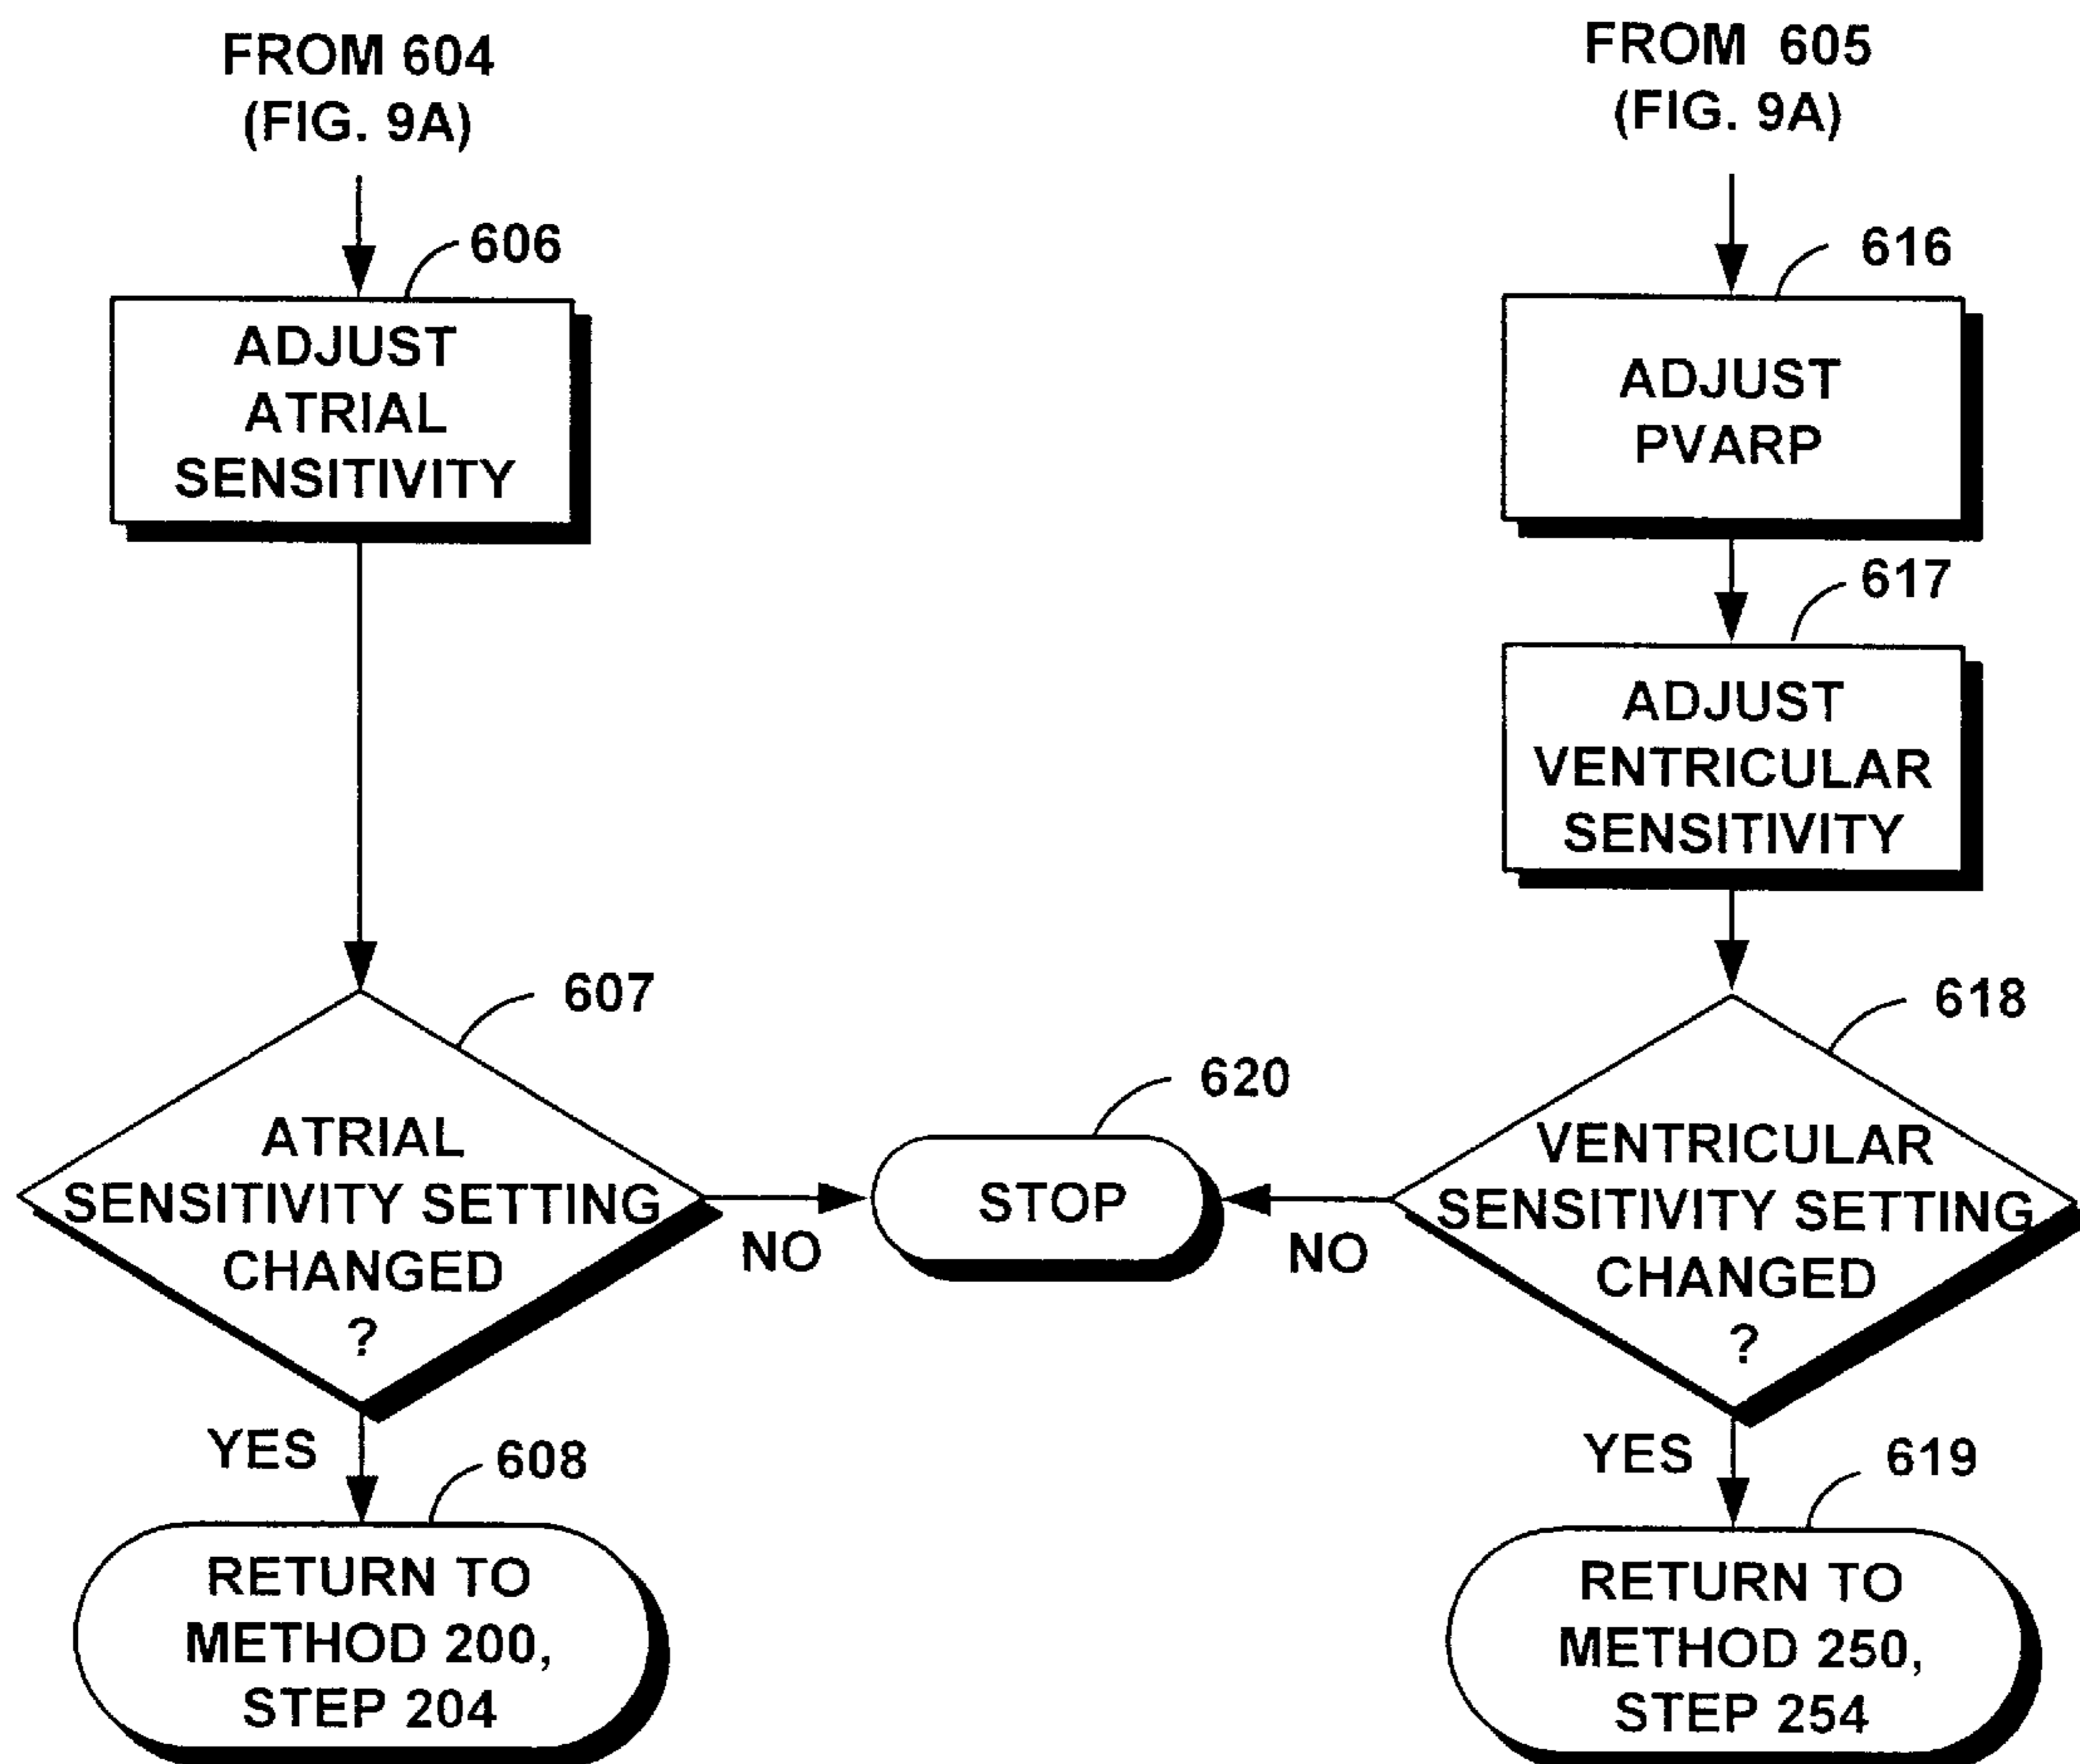 FROM 604
(FIG. 9A)
606
ADJUST
ATRIAL
SENSITIVITY
607
ATRIAL
SENSITIVITY SETTING
CHANGED
?
NO
YES
608
RETURN TO
METHOD 200,
STEP 204
620
STOP
FROM 605
(FIG. 9A)
616
ADJUST
PVARP
617
ADJUST
VENTRICULAR
SENSITIVITY
618
VENTRICULAR
SENSITIVITY SETTING
CHANGED
?
NO
YES
619
RETURN TO
METHOD 250,
STEP 254